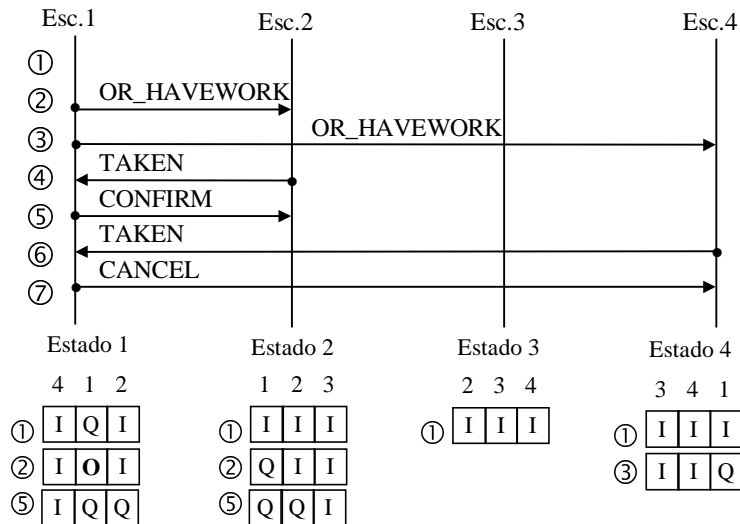 Esc.1 Esc.2 Esc.3 Esc.4
①
② OR_HAVEWORK
③ OR_HAVEWORK
④ TAKEN
⑤ CONFIRM
⑥ TAKEN
⑦ CANCEL
Estado 1 Estado 2 Estado 3 Estado 4
4 1 2 1 2 3 2 3 4 3 4 1
① I Q I ① I I I ① I I I ① I I I
② I O I ② Q I I ③ I I Q
⑤ I Q Q ⑤ Q Q I